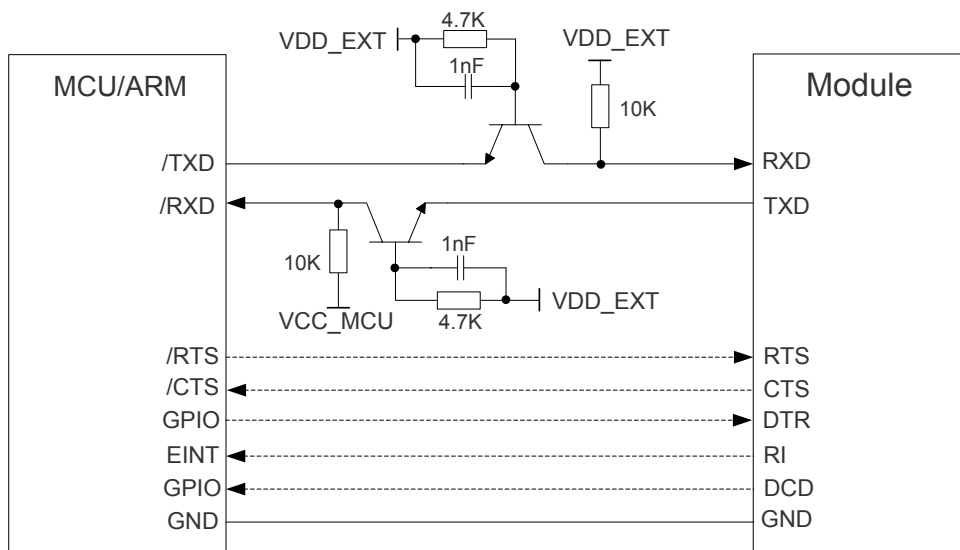 4.7K
VDD_EXT
VDD_EXT
1nF
MCU/ARM
Module
10K
/TXD
RXD
/RXD
TXD
1nF
10K
VDD_EXT
VCC_MCU
4.7K
/RTS
RTS
/CTS
CTS
GPIO
DTR
EINT
RI
GPIO
DCD
GND
GND